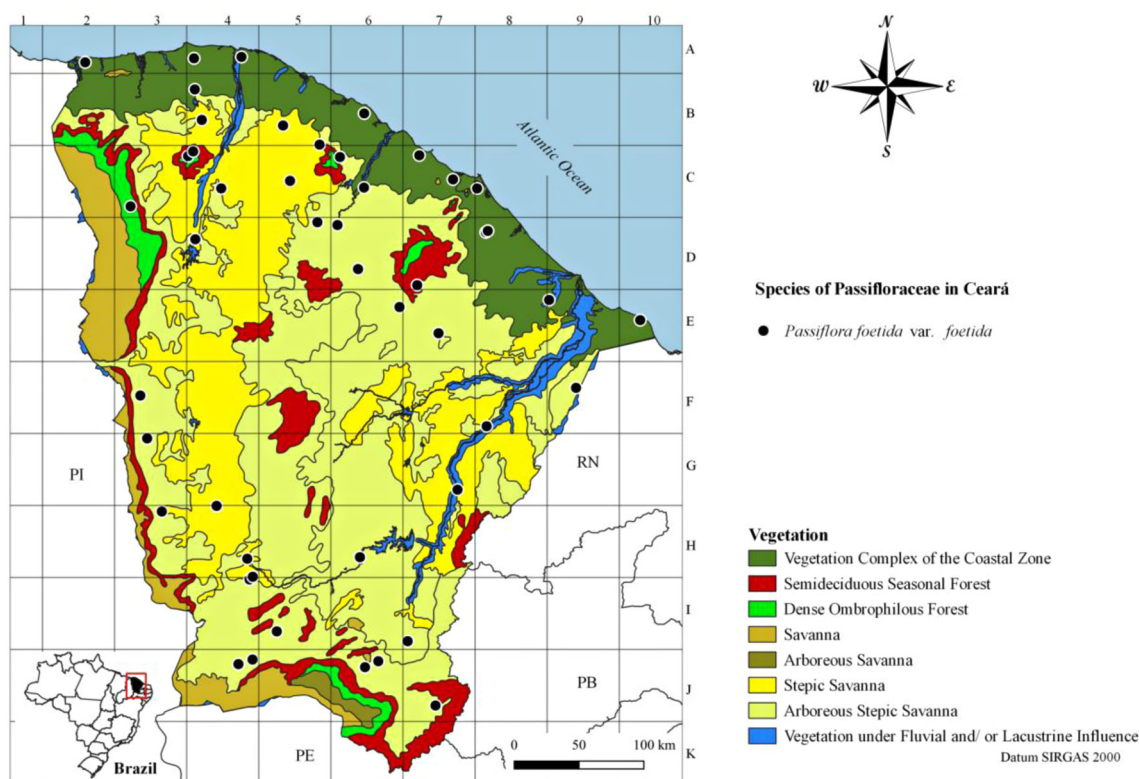 1 2 3 4 5 6 7 8 9 10
A
B
C
D
E
F
G
H
I
J
K
Atlantic Ocean
PI
RN
PB
PE
Brazil
0 50 100 km
N
W E
S
Species of Passifloraceae in Ceará
Passiflora foetida var. foetida
Vegetation
Vegetation Complex of the Coastal Zone
Semideciduous Seasonal Forest
Dense Ombrophilous Forest
Savanna
Arboreous Savanna
Stepic Savanna
Arboreous Stepic Savanna
Vegetation under Fluvial and/ or Lacustrine Influence
Datum SIRGAS 2000